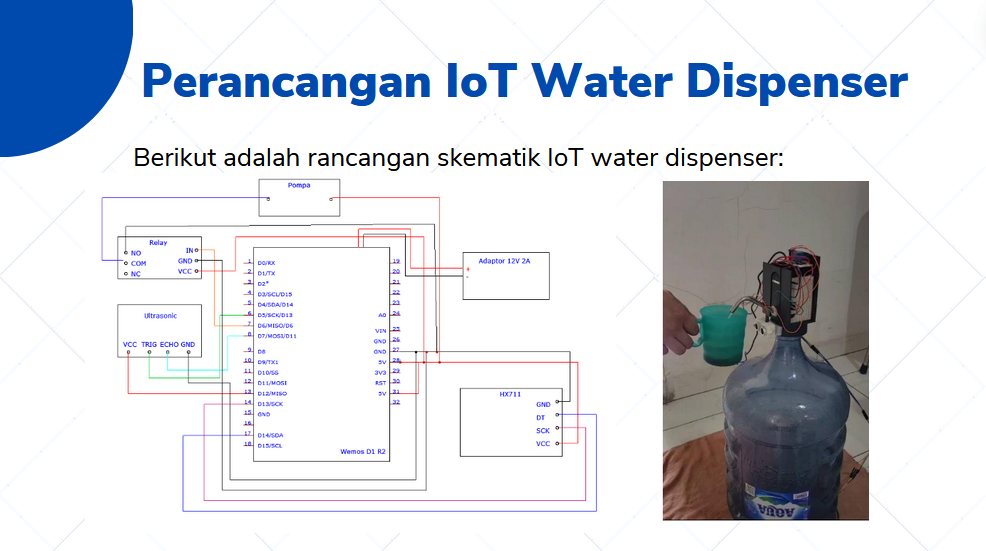 Perancangan IoT Water Dispenser
Berikut adalah rancangan skematik IoT water dispenser:
Pompa
Relay
NO
COM
NC
IN
GND
VCC
Ultrasonic
VCC TRIG ECHO GND
1 D0/RX
2 D1/TX
3 D2*
4 D3/SCL/D15
5 D4/SDA/D14
6 D5/SCK/D13
7 D6/MISO/D6
8 D7/MOSI/D11
9 D8
10 D9/TX1
11 D10/SS
12 D11/MOSI
13 D12/MISO
14 D13/SCK
15 GND
16
17 D14/SDA
18 D15/SCL
19
20
21
22
23
A0 24
VIN 25
GND 26
GND 27
5V 28
3V3 29
RST 30
5V 31
32
Wemos D1 R2
Adaptor 12V 2A
+
-
HX711
GND
DT
SCK
VCC
AQUA